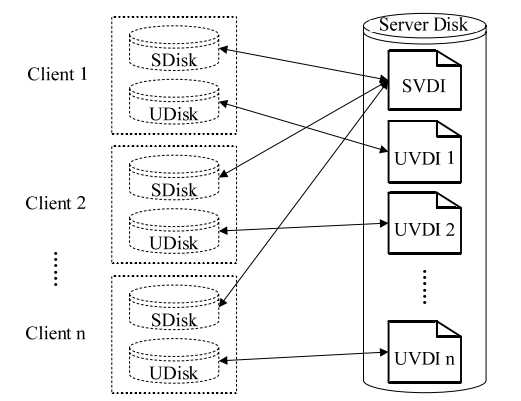 Server Disk
Client 1
SDisk
UDisk
SVDI
UVDI 1
Client 2
SDisk
UDisk
UVDI 2
Client n
SDisk
UDisk
UVDI n